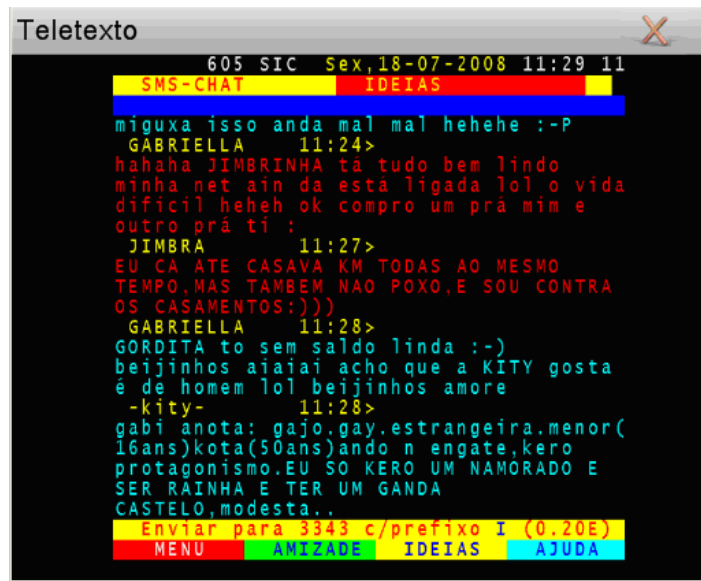 Teletexto
605 SIC Sex,18-07-2008 11:29 11
SMS-CHAT IDEIAS
miguxa isso anda mal mal hehehe :-P
GABRIELLA 11:24>
hahaha JIMBRINHA tá tudo bem lindo
minha net ain da está ligada lol o vida
dificil heheh ok compro um prá mim e
outro prá ti :
JIMBRA 11:27>
EU CA ATE CASAVA KM TODAS AO MESMO
TEMPO,MAS TAMBEM NAO POXO,E SOU CONTRA
OS CASAMENTOS:)))
GABRIELLA 11:28>
GORDITA to sem saldo linda :-)
beijinhos aiaiai acho que a KITY gosta
é de homem lol beijinhos amore
-kity- 11:28>
gabi anota: gajo.gay.estrangeira.menor(
16ans)kota(50ans)ando n engate,kero
protagonismo.EU SO KERO UM NAMORADO E
SER RAINHA E TER UM GANDA
CASTELO,modesta..
Enviar para 3343 c/prefixo I (0.20E)
MENU AMIZADE IDEIAS AJUDA